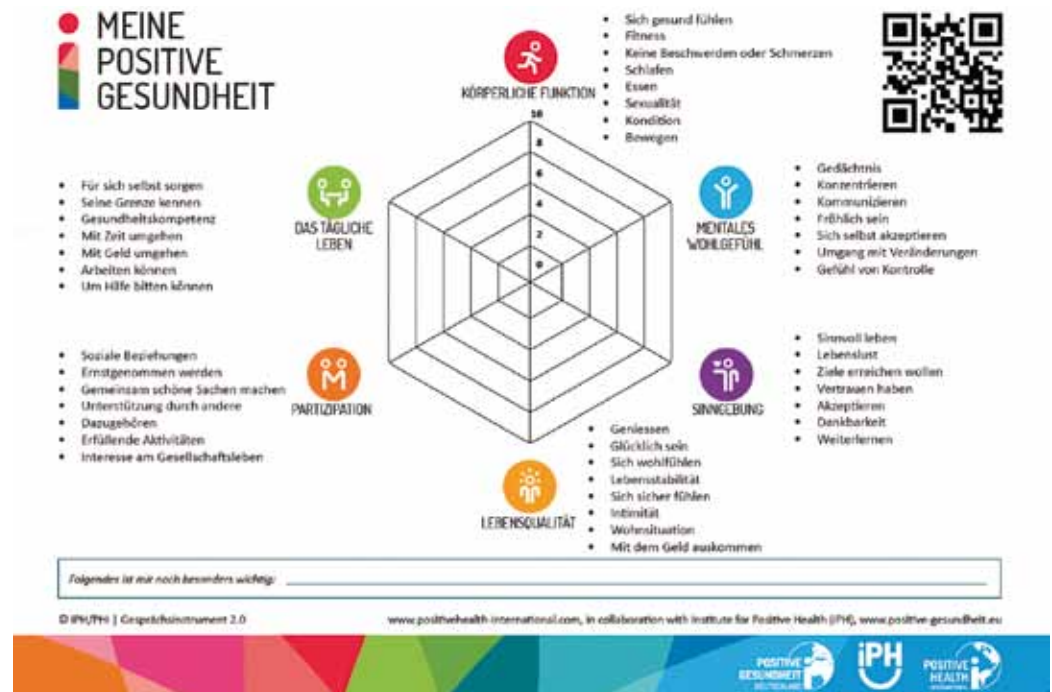 MEINE
POSITIVE
GESUNDHEIT
KÖRPERLICHE FUNKTION
• Sich gesund fühlen
• Fitness
• Keine Beschwerden oder Schmerzen
• Schlafen
• Essen
• Sexualität
• Kondition
• Bewegen
10
8
6
4
2
0
MENTALES
WOHLGEFÜHL
• Gedächtnis
• Konzentrieren
• Kommunizieren
• Fröhlich sein
• Sich selbst akzeptieren
• Umgang mit Veränderungen
• Gefühl von Kontrolle
SINNGEBUNG
• Sinnvoll leben
• Lebenslust
• Ziele erreichen wollen
• Vertrauen haben
• Akzeptieren
• Dankbarkeit
• Weiterlernen
LEBENSQUALITÄT
• Geniessen
• Glücklich sein
• Sich wohlfühlen
• Lebensstabilität
• Sich sicher fühlen
• Intimität
• Wohnsituation
• Mit dem Geld auskommen
PARTIZIPATION
• Soziale Beziehungen
• Ernstgenommen werden
• Gemeinsam schöne Sachen machen
• Unterstützung durch andere
• Dazugehören
• Erfüllende Aktivitäten
• Interesse am Gesellschaftsleben
DAS TÄGLICHE
LEBEN
• Für sich selbst sorgen
• Seine Grenze kennen
• Gesundheitskompetenz
• Mit Zeit umgehen
• Mit Geld umgehen
• Arbeiten können
• Um Hilfe bitten können
Folgendes ist mir noch besonders wichtig:
© IPH/PHI | Gesprächsinstrument 2.0
www.positivehealth-international.com, in collaboration with Institute for Positive Health (iPH), www.positive-gesundheit.eu
POSITIVE
GESUNDHEIT
DEUTSCHLAND
iPH
POSITIVE
HEALTH